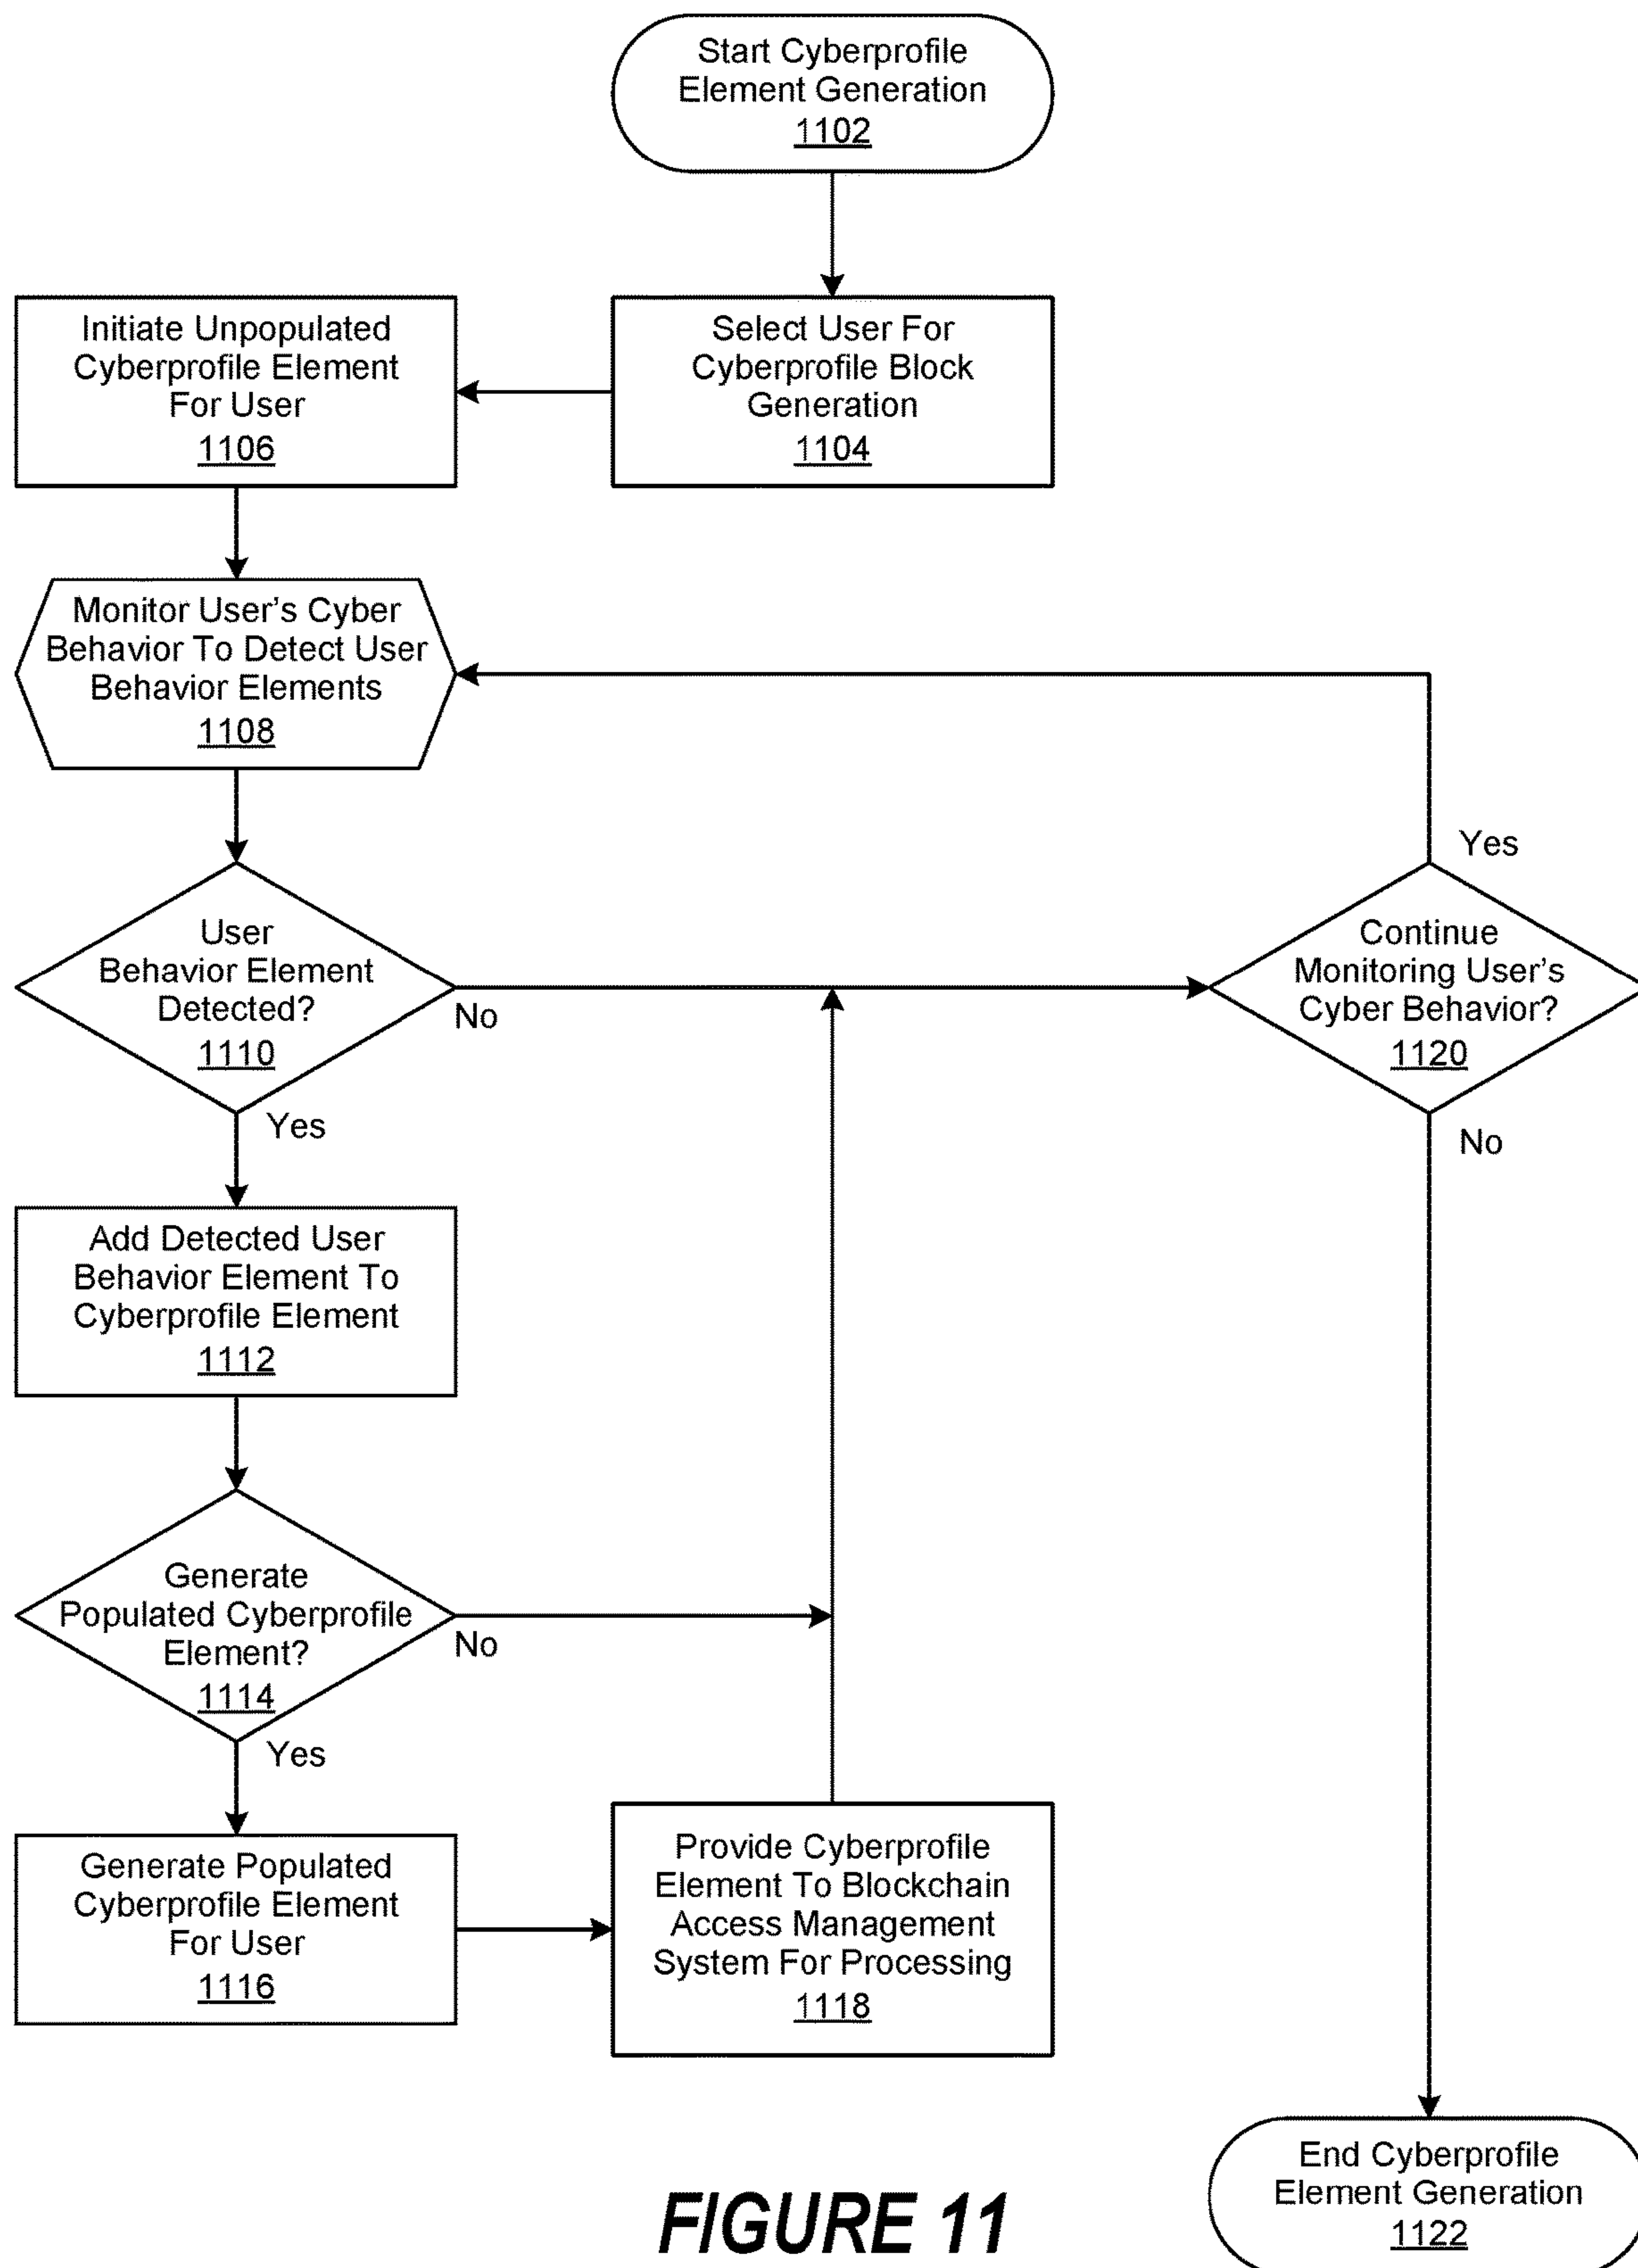 Start Cyberprofile
Element Generation
1102
Select User For
Cyberprofile Block
Generation
1104
Initiate Unpopulated
Cyberprofile Element
For User
1106
Monitor User's Cyber
Behavior To Detect User
Behavior Elements
1108
User
Behavior Element
Detected?
1110
No
Yes
Continue
Monitoring User's
Cyber Behavior?
1120
Yes
No
Add Detected User
Behavior Element To
Cyberprofile Element
1112
Generate
Populated Cyberprofile
Element?
1114
No
Yes
Generate Populated
Cyberprofile Element
For User
1116
Provide Cyberprofile
Element To Blockchain
Access Management
System For Processing
1118
End Cyberprofile
Element Generation
1122
FIGURE 11